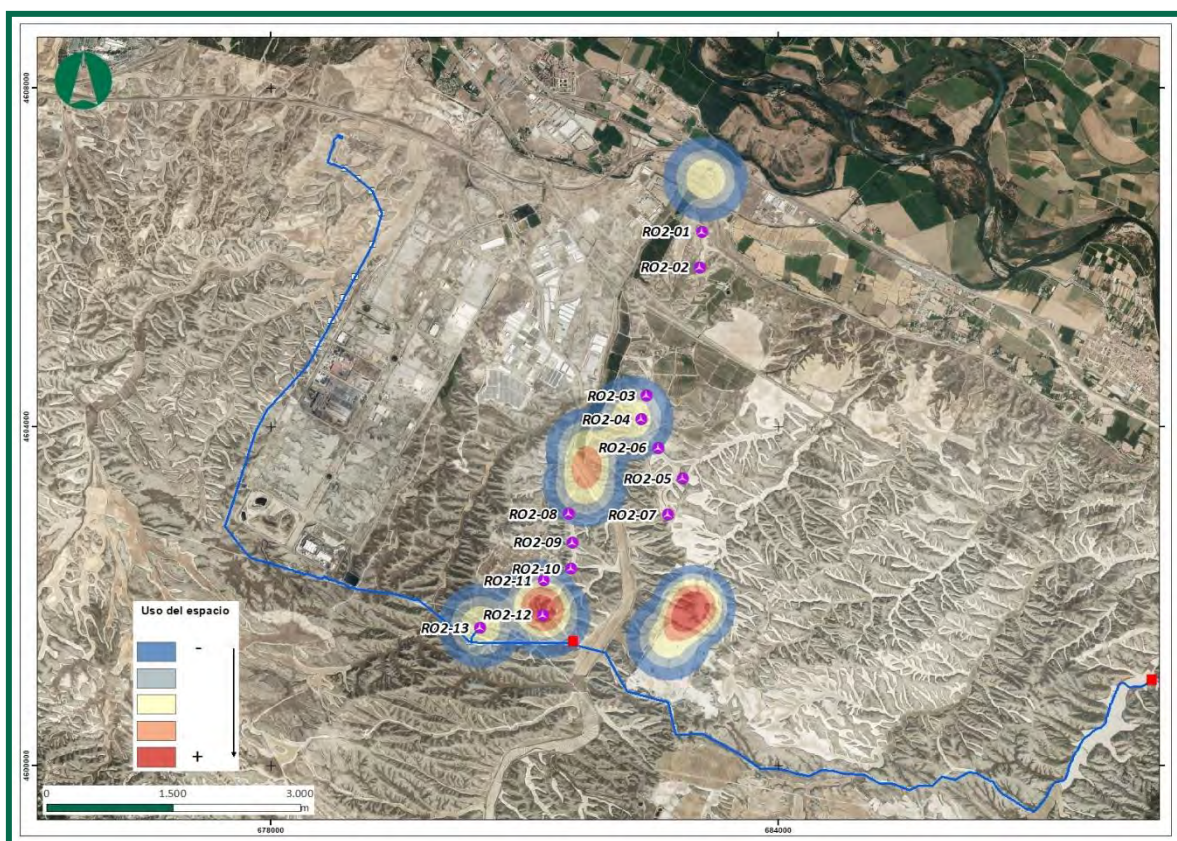 4608000
RO2-01
RO2-02
RO2-03
4604000
RO2-04
RO2-06
RO2-05
RO2-08
RO2-07
RO2-09
RO2-10
RO2-11
RO2-12
RO2-13
Uso del espacio
-
+
4600000
0 1.500 3.000
m
678000 684000